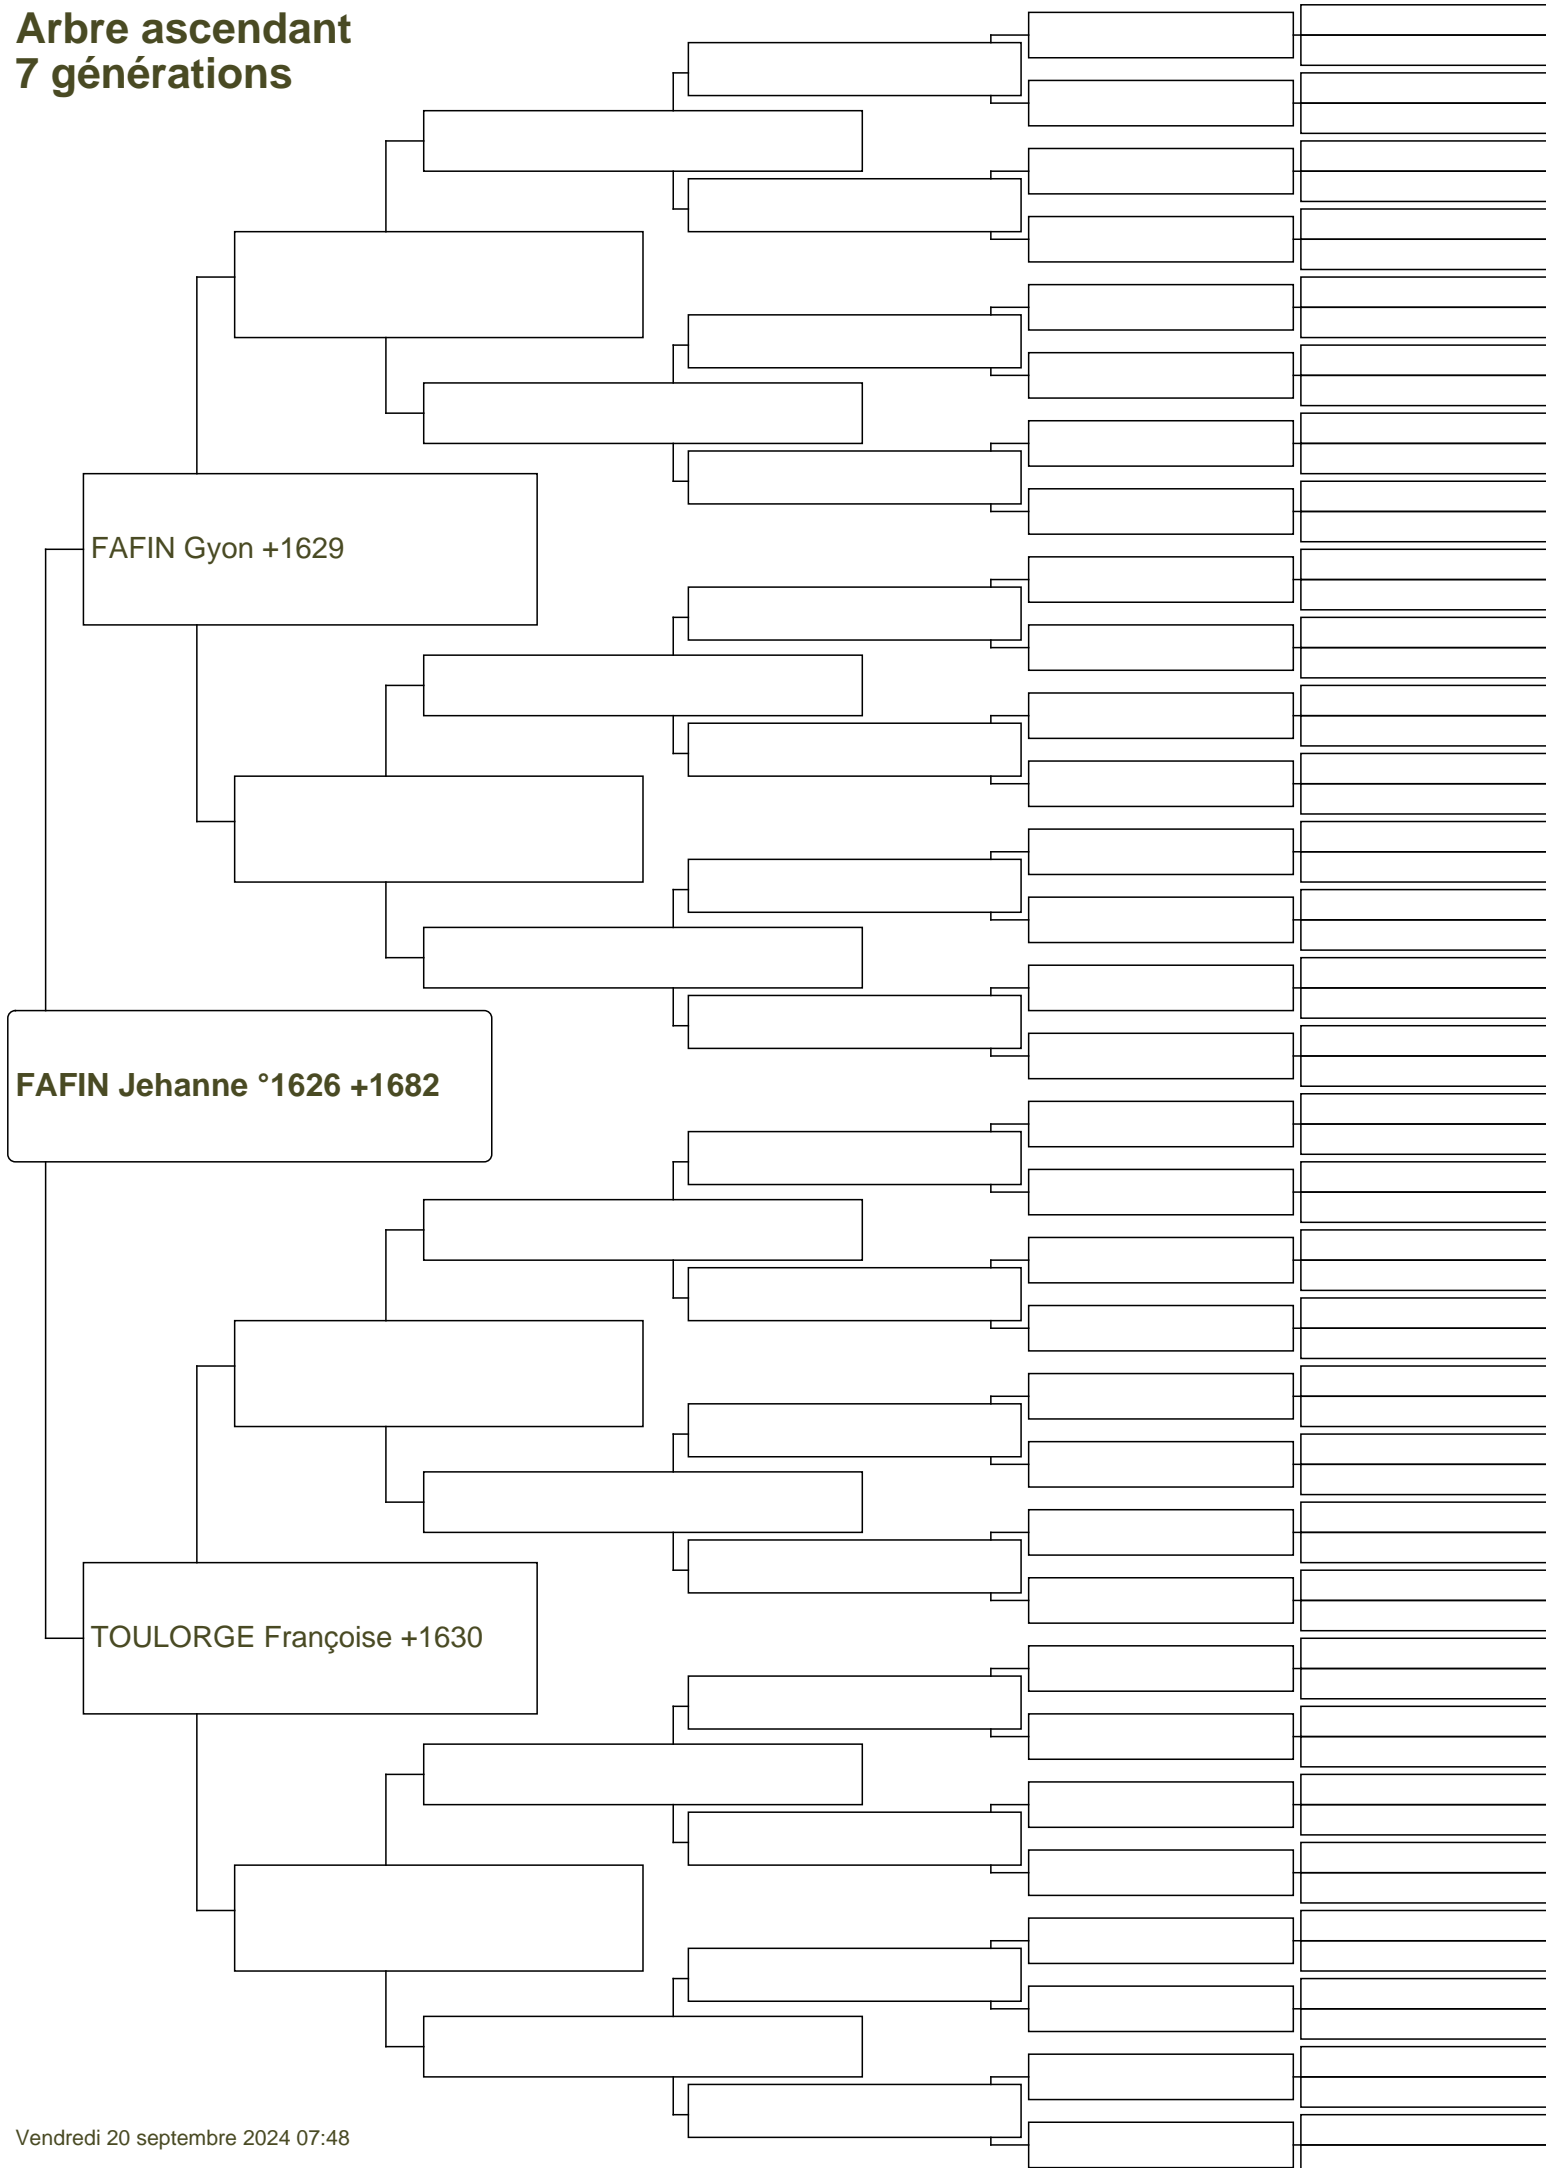 Arbre ascendant
7 générations
FAFIN Gyon +1629
FAFIN Jehanne °1626 +1682
TOULORGE Françoise +1630
Vendredi 20 septembre 2024 07:48